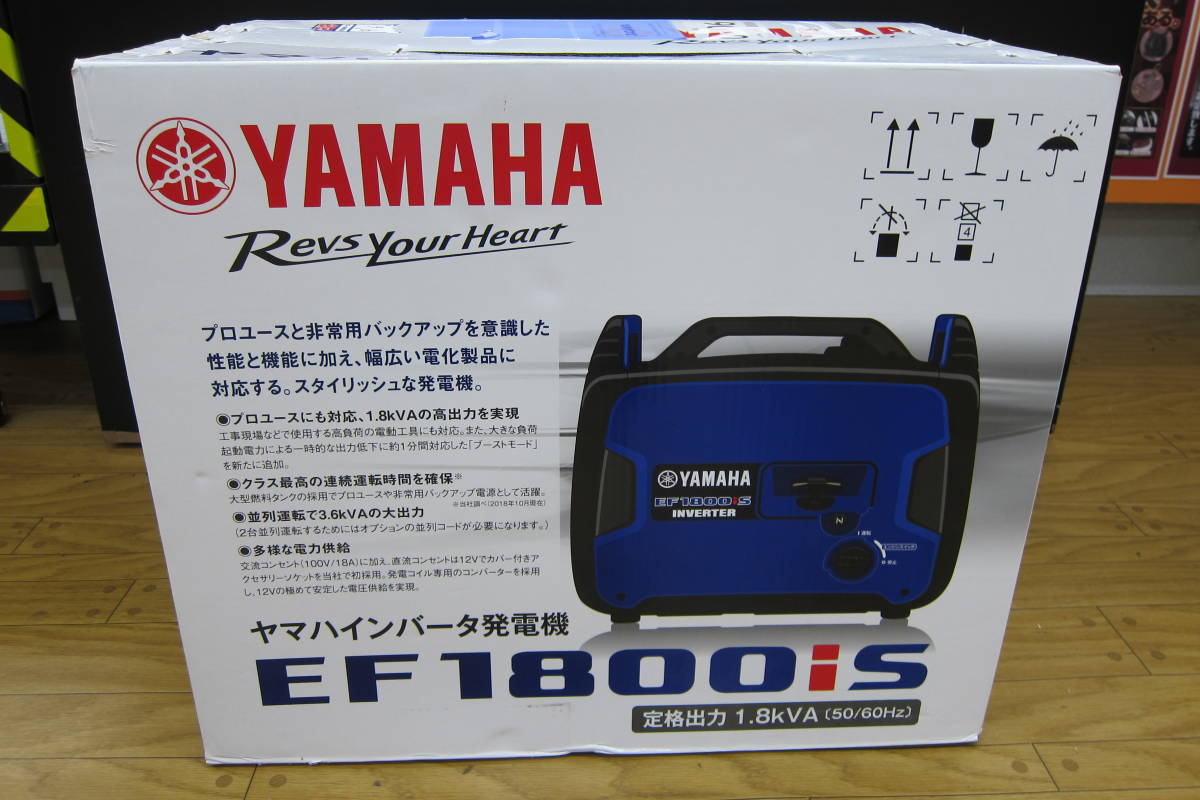 Revs Your Heart
YAMAHA
Revs Your Heart
プロユースと非常用バックアップを意識した
性能と機能に加え、幅広い電化製品に
対応する。スタイリッシュな発電機。
◉プロユースにも対応、1.8kVAの高出力を実現
工事現場などで使用する高負荷の電動工具にも対応。また、大きな負荷
起動電力による一時的な出力低下に約1分間対応した「ブーストモード」
を新たに追加。
◉クラス最高の連続運転時間を確保※
大型燃料タンクの採用でプロユースや非常用バックアップ電源として活躍。
※当社調べ(2018年10月現在)
◉並列運転で3.6kVAの大出力
(2台並列運転するためにはオプションの並列コードが必要になります。)
◉多様な電力供給
交流コンセント(100V/18A)に加え、直流コンセントは12Vでカバー付きア
クセサリーソケットを当社で初採用。発電コイル専用のコンバーターを採用
し、12Vの極めて安定した電圧供給を実現。
4
YAMAHA
EF1800iS
INVERTER
運転
エンジンスイッチ
停止
ヤマハインバータ発電機
EF1800iS
定格出力 1.8kVA (50/60Hz)
ある。